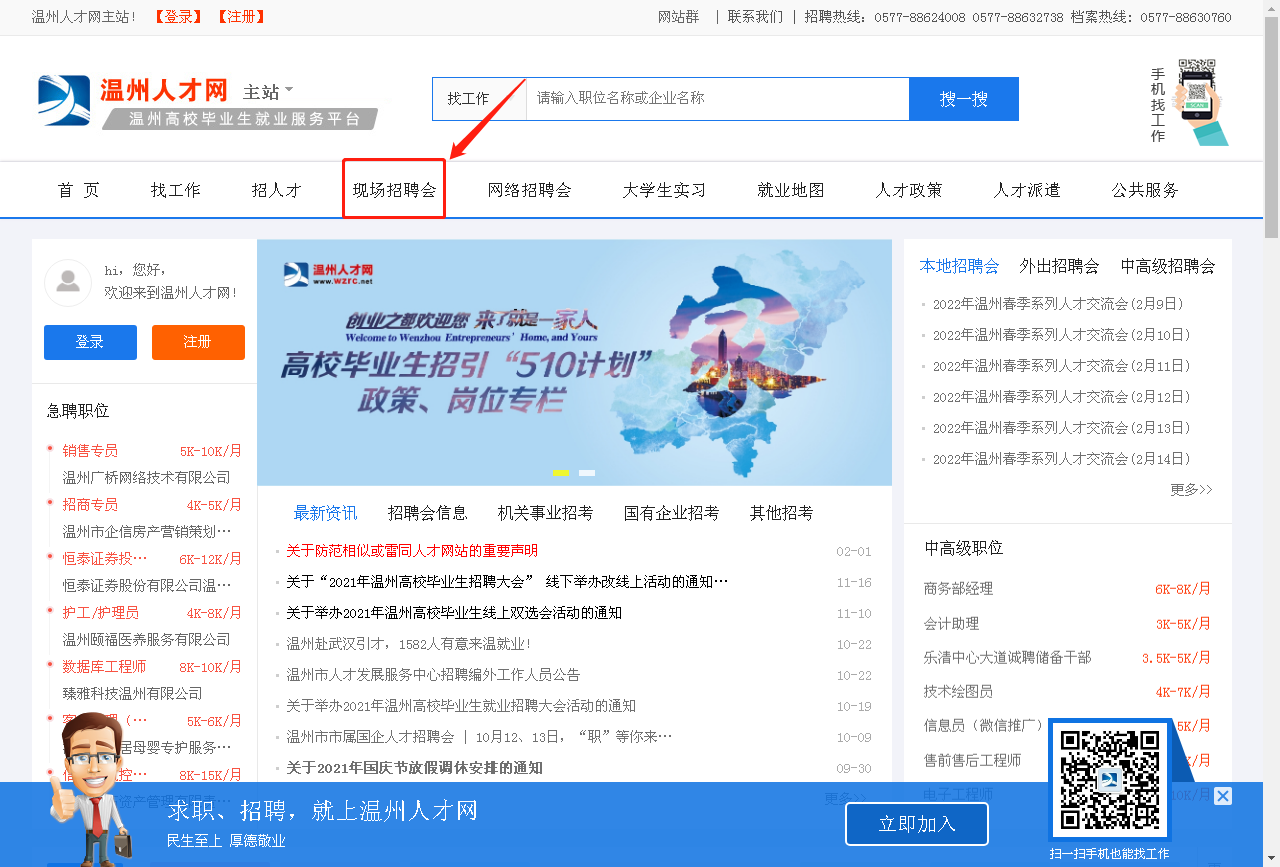 温州人才网主站！ 【登录】 【注册】 网站群 | 联系我们 | 招聘热线：0577-88624008 0577-88632738 档案热线：0577-88630760
温州人才网 主站
温州高校毕业生就业服务平台
找工作 请输入职位名称或企业名称 搜一搜
手机找工作
首 页 找工作 招人才 现场招聘会 网络招聘会 大学生实习 就业地图 人才政策 人才派遣 公共服务
hi，您好，
欢迎来到温州人才网！
登录 注册
急聘职位
销售专员 5K-10K/月
温州广桥网络技术有限公司
招商专员 4K-5K/月
温州市企信房产营销策划…
恒泰证券投… 6K-12K/月
恒泰证券股份有限公司温…
护工/护理员 4K-8K/月
温州颐福医养服务有限公司
数据库工程师 8K-10K/月
臻雅科技温州有限公司
5K-6K/月
居母婴专护服务…
8K-15K/月
温州人才网
www.wzrc.net
创业之都欢迎您 来了就是一家人
Welcome to Wenzhou Entrepreneurs' Home, and Yours
高校毕业生招引“510计划”
政策、岗位专栏
最新资讯 招聘会信息 机关事业招考 国有企业招考 其他招考
关于防范相似或雷同人才网站的重要声明 02-01
关于“2021年温州高校毕业生招聘大会” 线下举办改线上活动的通知… 11-16
关于举办2021年温州高校毕业生线上双选会活动的通知 11-10
温州赴武汉引才，1582人有意来温就业！ 10-22
温州市人才发展服务中心招聘编外工作人员公告 10-22
关于举办2021年温州高校毕业生就业招聘大会活动的通知 10-19
温州市市属国企人才招聘会 | 10月12、13日，“职”等你来… 10-09
关于2021年国庆节放假调休安排的通知 09-30
更多>>
本地招聘会 外出招聘会 中高级招聘会
2022年温州春季系列人才交流会(2月9日)
2022年温州春季系列人才交流会(2月10日)
2022年温州春季系列人才交流会(2月11日)
2022年温州春季系列人才交流会(2月12日)
2022年温州春季系列人才交流会(2月13日)
2022年温州春季系列人才交流会(2月14日)
更多>>
中高级职位
商务部经理 6K-8K/月
会计助理 3K-5K/月
乐清中心大道诚聘储备干部 3.5K-5K/月
技术绘图员 4K-7K/月
信息员（微信推广） 5K/月
售前售后工程师 /月
电子工程师 10K/月
求职、招聘，就上温州人才网
民生至上 厚德敬业
立即加入
扫一扫手机也能找工作